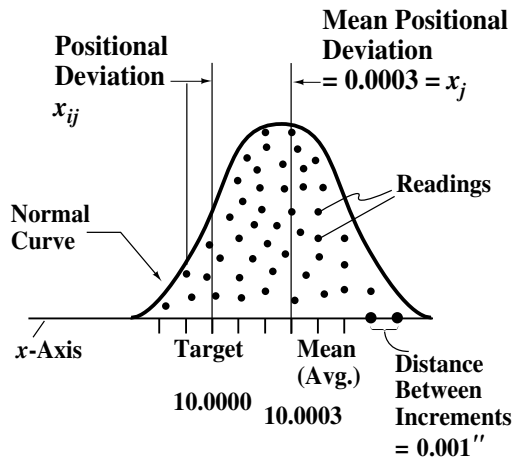 Positional
Deviation
x_ij
Mean Positional
Deviation
= 0.0003 = x_j
Readings
Normal
Curve
x-Axis
Target
10.0000
Mean
(Avg.)
10.0003
Distance
Between
Increments
= 0.001″